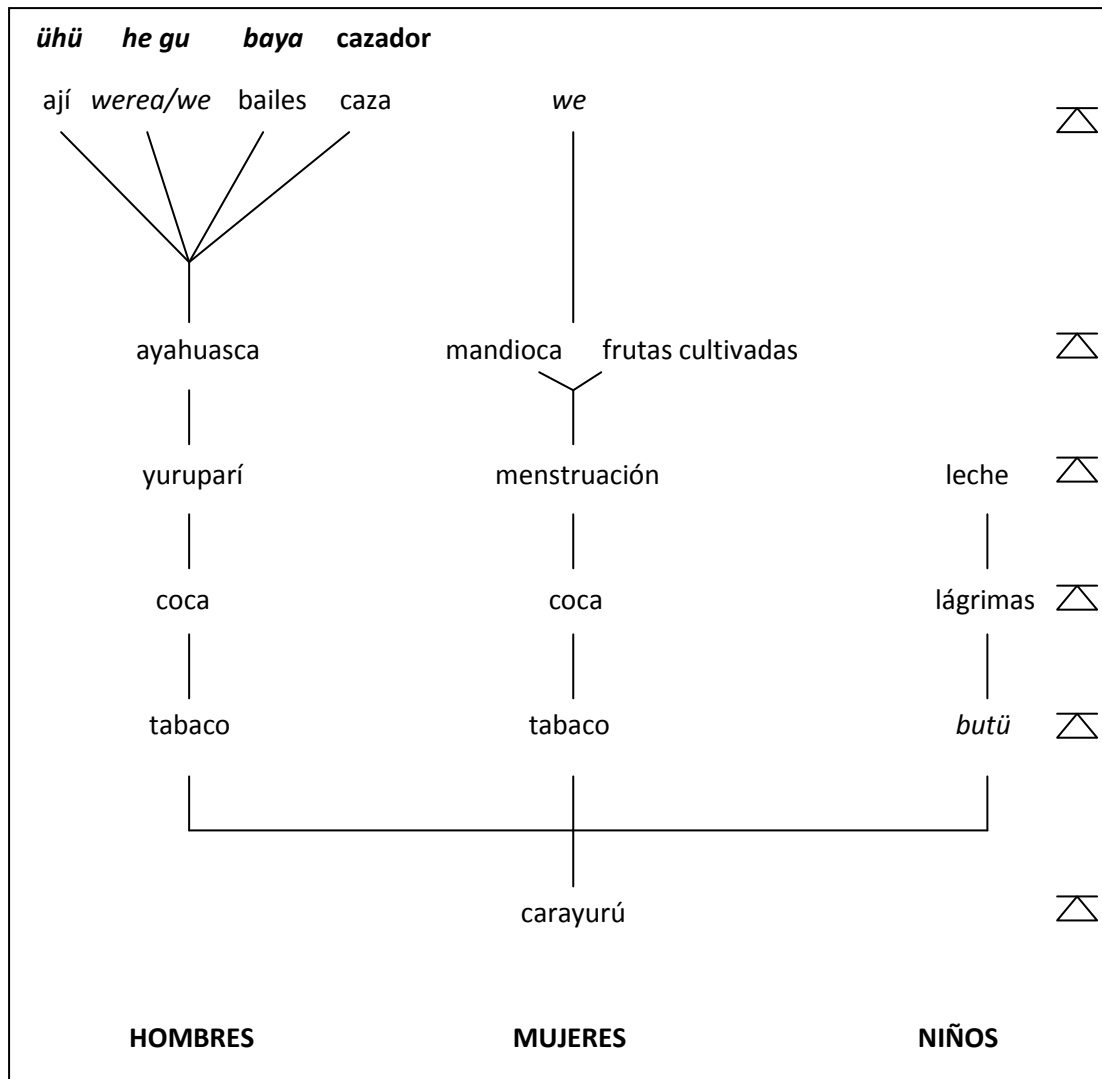 ühü he gu baya cazador
ají werea/we bailes caza we
ayahuasca mandioca frutas cultivadas
yuruparí menstruación leche
coca coca lágrimas
tabaco tabaco butü
carayurú
HOMBRES MUJERES NIÑOS